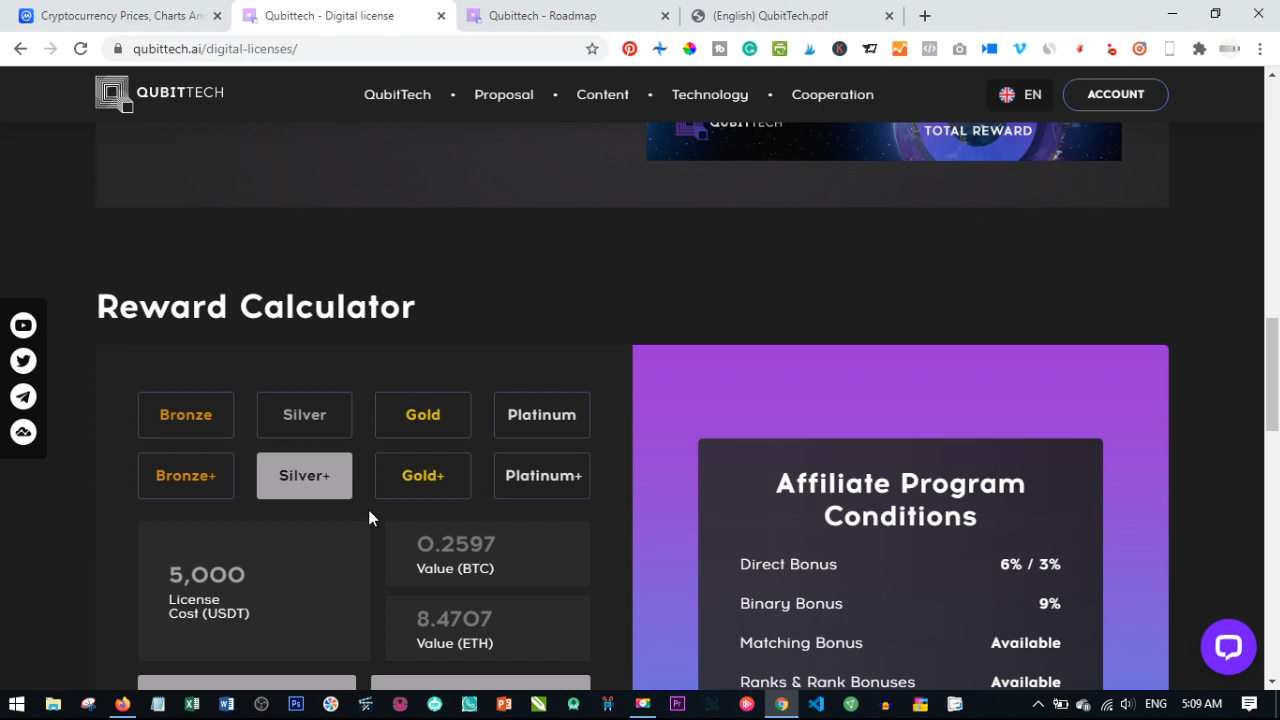 Cryptocurrency Prices, Charts An
Qubittech - Digital license
Qubittech - Roadmap
(English) QubitTech.pdf
qubittech.ai/digital-licenses/
QUBITTECH
QubitTech • Proposal • Content • Technology • Cooperation
EN
ACCOUNT
TOTAL REWARD
Reward Calculator
Bronze Silver Gold Platinum
Bronze+ Silver+ Gold+ Platinum+
5,000
License
Cost (USDT)
0.2597
Value (BTC)
8.4707
Value (ETH)
Affiliate Program
Conditions
Direct Bonus 6% / 3%
Binary Bonus 9%
Matching Bonus Available
Ranks & Rank Bonuses Available
ENG 5:09 AM